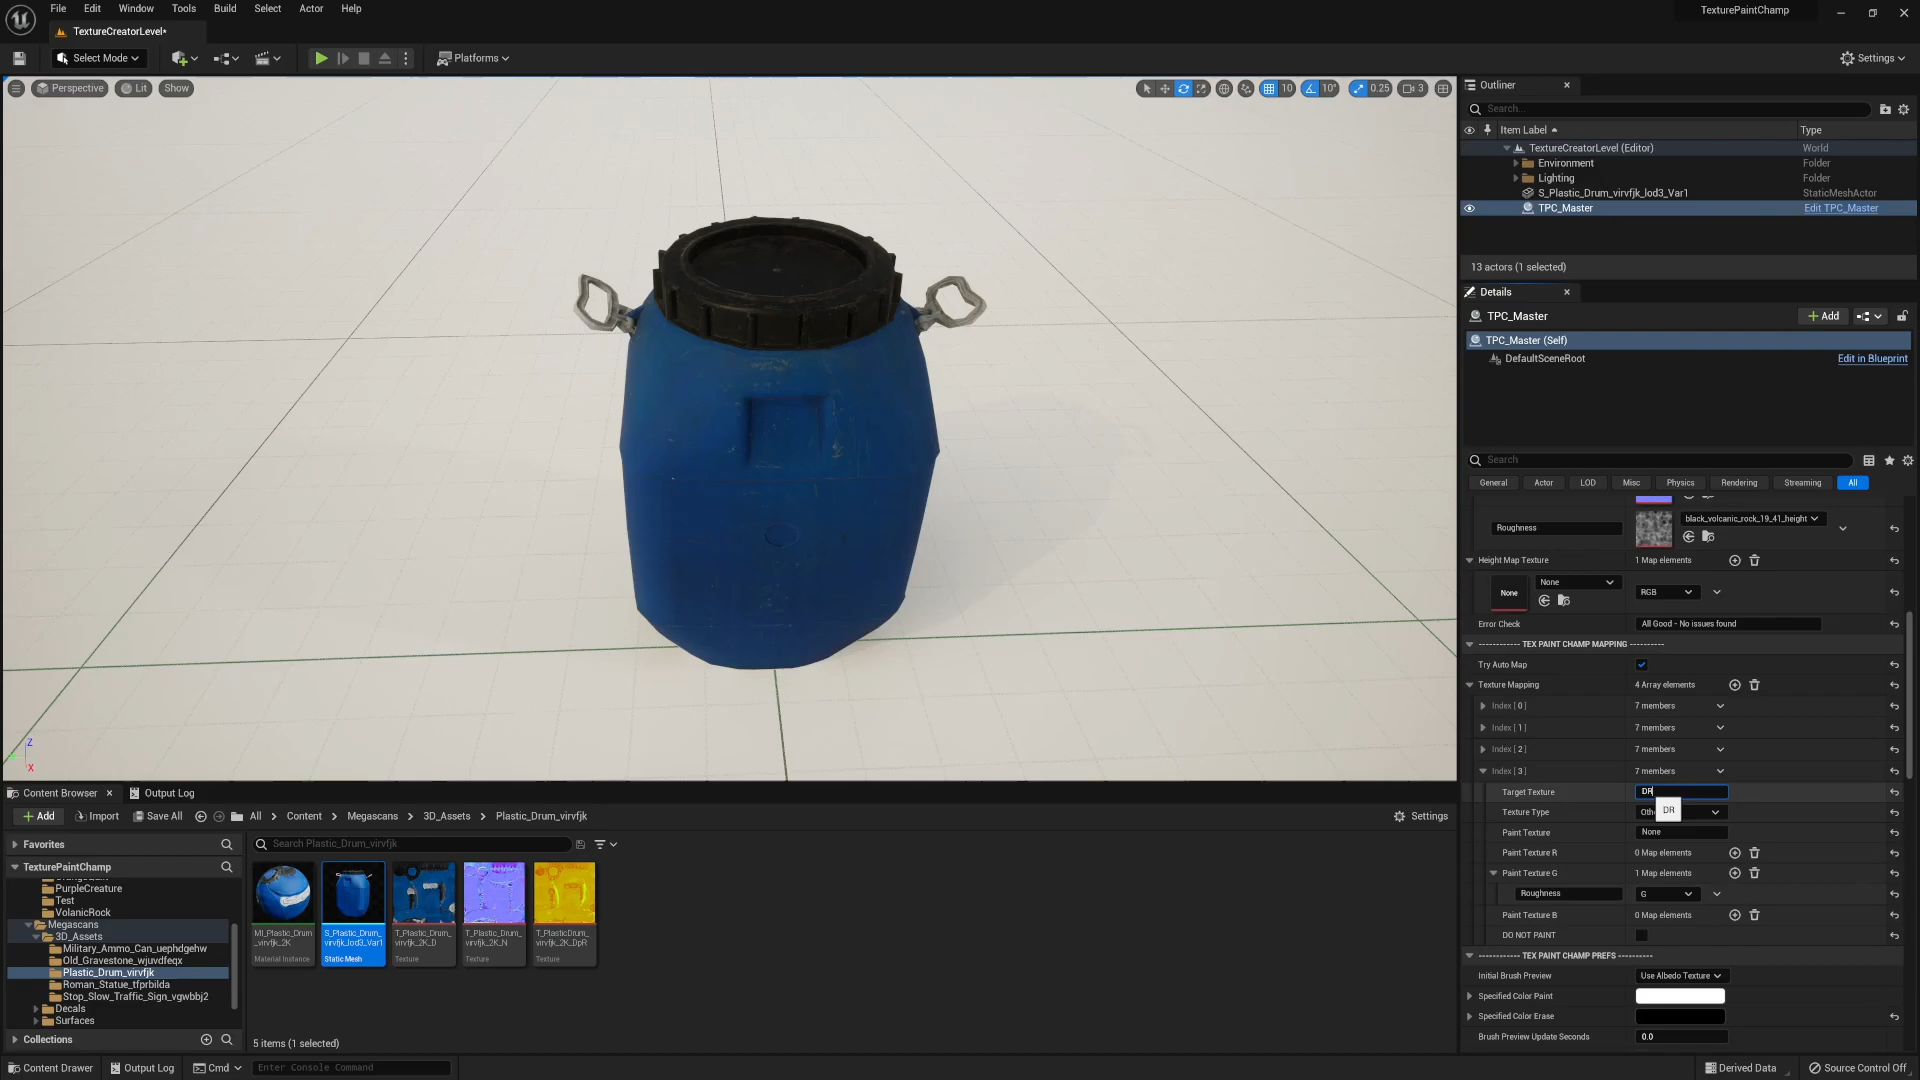 File Edit Window Tools Build Select Actor Help
TexturePaintChamp
TextureCreatorLevel*
Select Mode
Platforms
Settings
Perspective Lit Show
10 10° 0.25 3
Outliner
Search...
Item Label Type
TextureCreatorLevel (Editor) World
Environment Folder
Lighting Folder
S_Plastic_Drum_virvfjk_lod3_Var1 StaticMeshActor
TPC_Master Edit TPC_Master
13 actors (1 selected)
Details
TPC_Master
Add
TPC_Master (Self)
DefaultSceneRoot Edit in Blueprint
Search
General Actor LOD Misc Physics Rendering Streaming All
black_volcanic_rock_19_41_height
Roughness
Height Map Texture 1 Map elements
None
None RGB
Error Check All Good - No issues found
------------ TEX PAINT CHAMP MAPPING ----------
Try Auto Map
Texture Mapping 4 Array elements
Index [ 0 ] 7 members
Index [ 1 ] 7 members
Index [ 2 ] 7 members
Index [ 3 ] 7 members
Target Texture DR
DR
Texture Type
Paint Texture None
Paint Texture R 0 Map elements
Paint Texture G 1 Map elements
Roughness G
Paint Texture B 0 Map elements
DO NOT PAINT
------------ TEX PAINT CHAMP PREFS ----------
Initial Brush Preview Use Albedo Texture
Specified Color Paint
Specified Color Erase
Brush Preview Update Seconds 0.0
Z
X
Content Browser Output Log
Add Import Save All All Content Megascans 3D_Assets Plastic_Drum_virvfjk Settings
Favorites
Search Plastic_Drum_virvfjk
TexturePaintChamp
PurpleCreature
Test
VolanicRock
Megascans
3D_Assets
Military_Ammo_Can_uephdgehw
Old_Gravestone_wjuvdfeqx
Plastic_Drum_virvfjk
Roman_Statue_tfprbilda
Stop_Slow_Traffic_Sign_vgwbbj2
Decals
Surfaces
Collections
MI_Plastic_Drum
_virvfjk_2K
Material Instance
S_Plastic_Drum_
virvfjk_lod3_Var1
Static Mesh
T_Plastic_Drum_
virvfjk_2K_D
Texture
T_Plastic_Drum_
virvfjk_2K_N
Texture
T_PlasticDrum_
virvfjk_2K_DpR
Texture
5 items (1 selected)
Content Drawer Output Log Cmd Enter Console Command
Derived Data Source Control Off